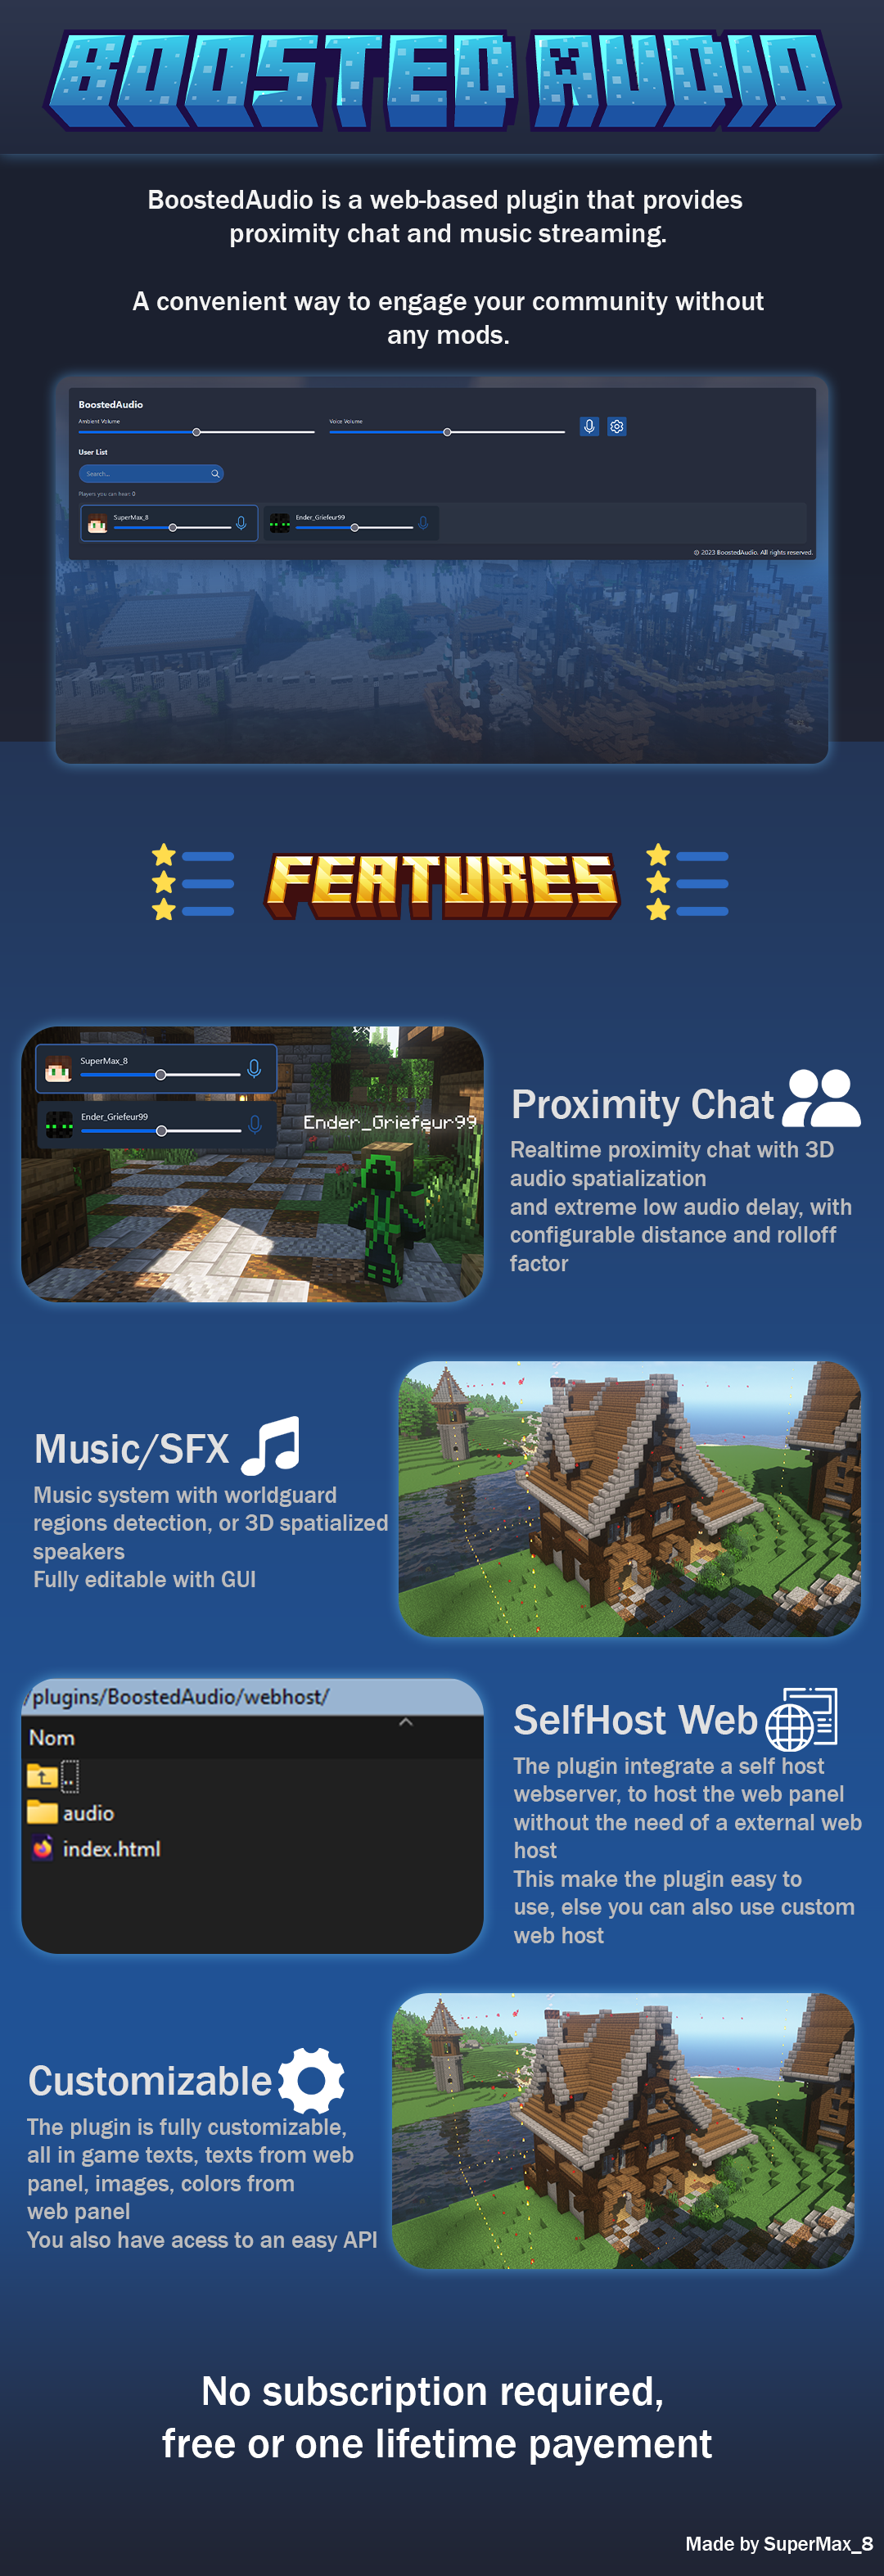 BOOSTED AUDIO
BoostedAudio is a web-based plugin that provides
proximity chat and music streaming.
A convenient way to engage your community without
any mods.
BoostedAudio
Ambient Volume
Voice Volume
User List
Search...
Players you can hear: 0
SuperMax_8
Ender_Griefeur99
© 2023 BoostedAudio. All rights reserved.
FEATURES
SuperMax_8
Ender_Griefeur99
Ender_Griefeur99
Proximity Chat
Realtime proximity chat with 3D
audio spatialization
and extreme low audio delay, with
configurable distance and rolloff
factor
Music/SFX
Music system with worldguard
regions detection, or 3D spatialized
speakers
Fully editable with GUI
/plugins/BoostedAudio/webhost/
Nom
..
audio
index.html
SelfHost Web
The plugin integrate a self host
webserver, to host the web panel
without the need of a external web
host
This make the plugin easy to
use, else you can also use custom
web host
Customizable
The plugin is fully customizable,
all in game texts, texts from web
panel, images, colors from
web panel
You also have acess to an easy API
No subscription required,
free or one lifetime payement
Made by SuperMax_8